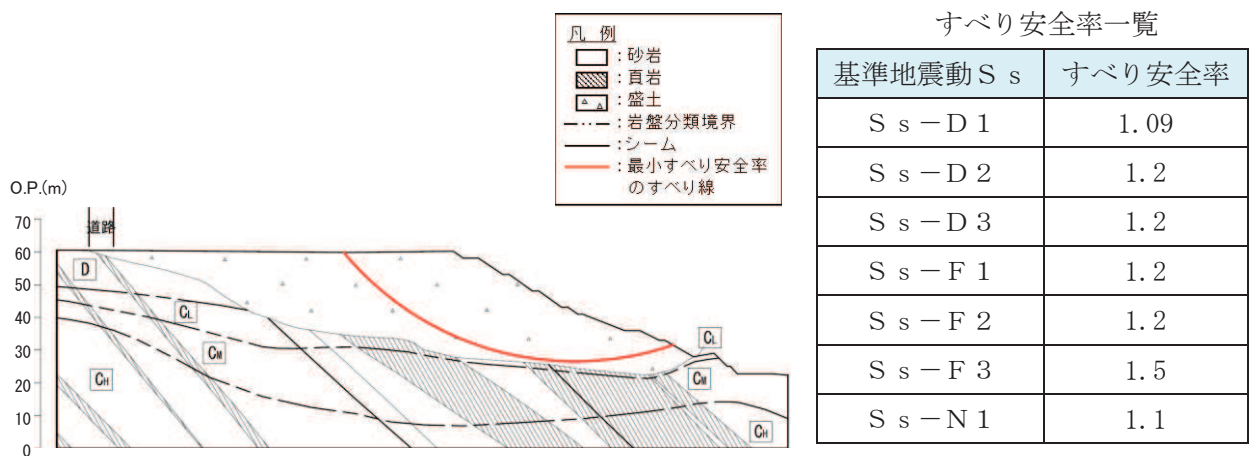 凡 例
:砂岩
:頁岩
:盛土
:岩盤分類境界
:シーム
:最小すべり安全率
のすべり線
O.P.(m)
70
60
50
40
30
20
10
0
道路
D
CL
CM
CH
CL
CM
CH
すべり安全率一覧
基準地震動Ss すべり安全率
Ss-D1 1.09
Ss-D2 1.2
Ss-D3 1.2
Ss-F1 1.2
Ss-F2 1.2
Ss-F3 1.5
Ss-N1 1.1